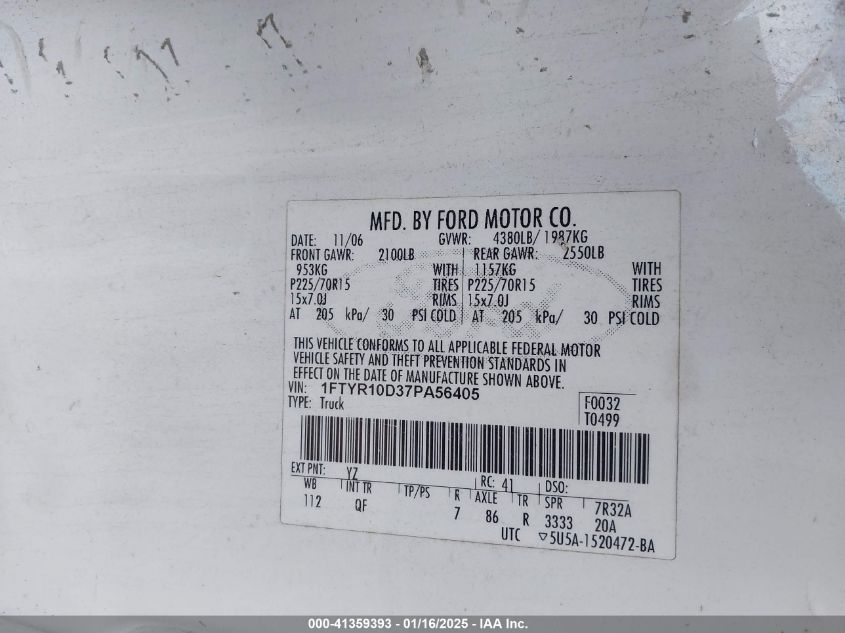 MFD. BY FORD MOTOR CO.
DATE: 11/06 GVWR: 4380LB/ 1987KG
FRONT GAWR: 2100LB REAR GAWR: 2550LB
953KG WITH 1157KG WITH
P225/70R15 TIRES P225/70R15 TIRES
15x7.0J RIMS 15x7.0J RIMS
AT 205 kPa/ 30 PSI COLD AT 205 kPa/ 30 PSI COLD
THIS VEHICLE CONFORMS TO ALL APPLICABLE FEDERAL MOTOR
VEHICLE SAFETY AND THEFT PREVENTION STANDARDS IN
EFFECT ON THE DATE OF MANUFACTURE SHOWN ABOVE.
VIN: 1FTYR10D37PA56405
TYPE: Truck
F0032
T0499
EXT PNT: YZ RC: 41 DSO:
WB INT TR TP/PS R AXLE TR SPR 7R32A
112 QF 7 86 R 3333 20A
UTC ▽5U5A-1520472-BA
000-41359393 - 01/16/2025 - IAA Inc.